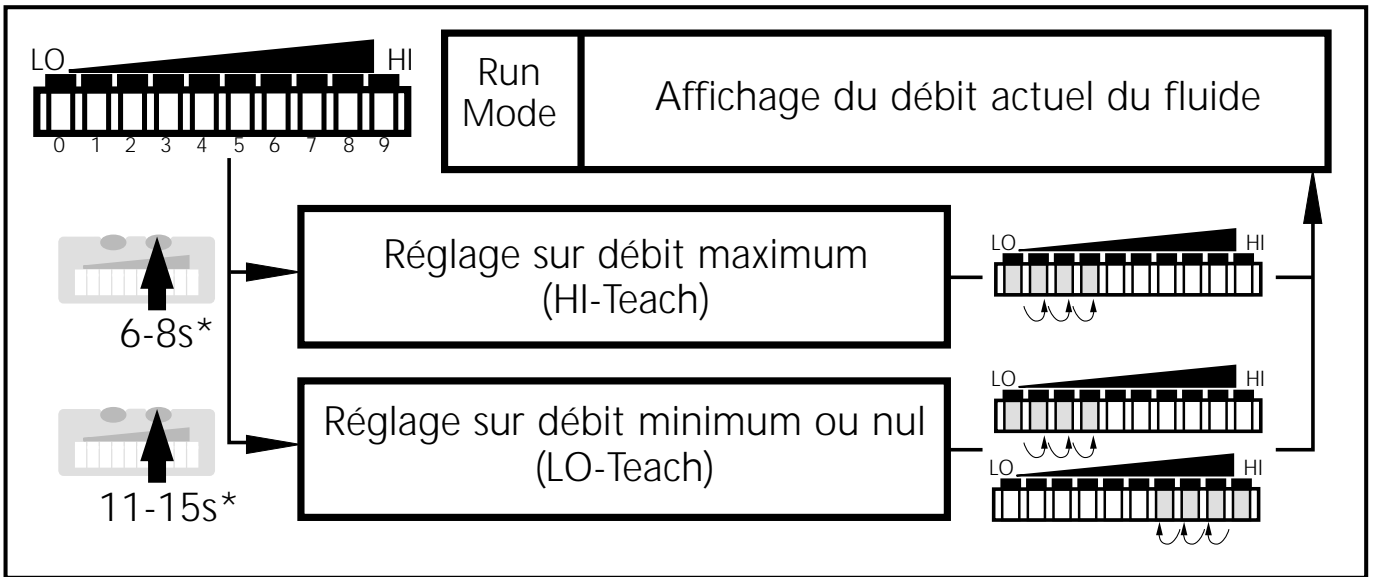 LO HI
0 1 2 3 4 5 6 7 8 9
Run
Mode
Affichage du débit actuel du fluide
6-8s*
Réglage sur débit maximum
(HI-Teach)
LO HI
11-15s*
Réglage sur débit minimum ou nul
(LO-Teach)
LO HI
LO HI